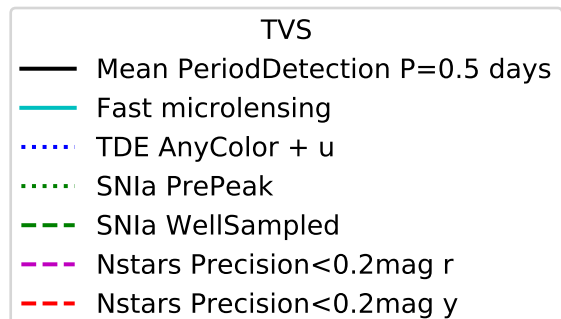 TVS
Mean PeriodDetection P=0.5 days
Fast microlensing
TDE AnyColor + u
SNIa PrePeak
SNIa WellSampled
Nstars Precision<0.2mag r
Nstars Precision<0.2mag y